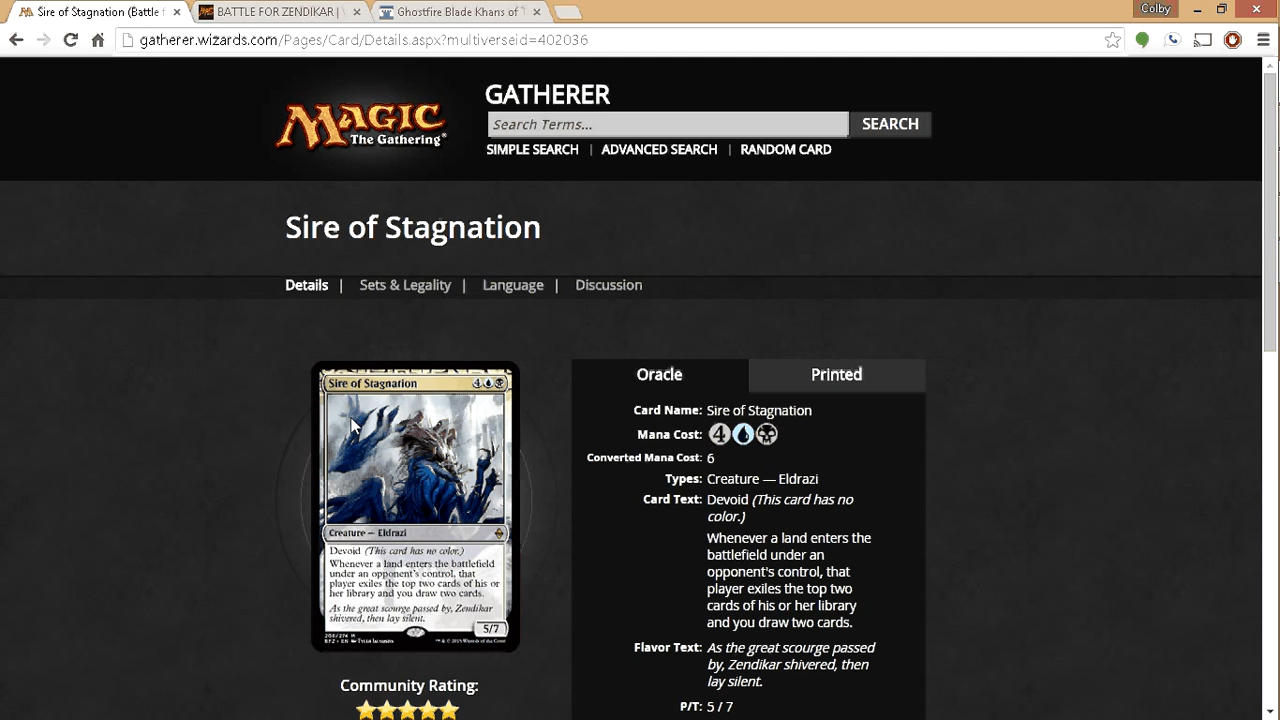 Sire of Stagnation (Battle f
BATTLE FOR ZENDIKAR |
Ghostfire Blade Khans of T
Colby
gatherer.wizards.com/Pages/Card/Details.aspx?multiverseid=402036
MAGIC
The Gathering®
GATHERER
Search Terms...
SEARCH
SIMPLE SEARCH | ADVANCED SEARCH | RANDOM CARD
Sire of Stagnation
Details | Sets & Legality | Language | Discussion
Sire of Stagnation 4
Creature — Eldrazi
Devoid (This card has no color.)
Whenever a land enters the battlefield
under an opponent's control, that
player exiles the top two cards of his or
her library and you draw two cards.
As the great scourge passed by, Zendikar
shivered, then lay silent.
5/7
Community Rating:
Oracle
Printed
Card Name: Sire of Stagnation
Mana Cost: 4
Converted Mana Cost: 6
Types: Creature — Eldrazi
Card Text: Devoid (This card has no
color.)
Whenever a land enters the
battlefield under an
opponent's control, that
player exiles the top two
cards of his or her library
and you draw two cards.
Flavor Text: As the great scourge passed
by, Zendikar shivered, then
lay silent.
P/T: 5 / 7